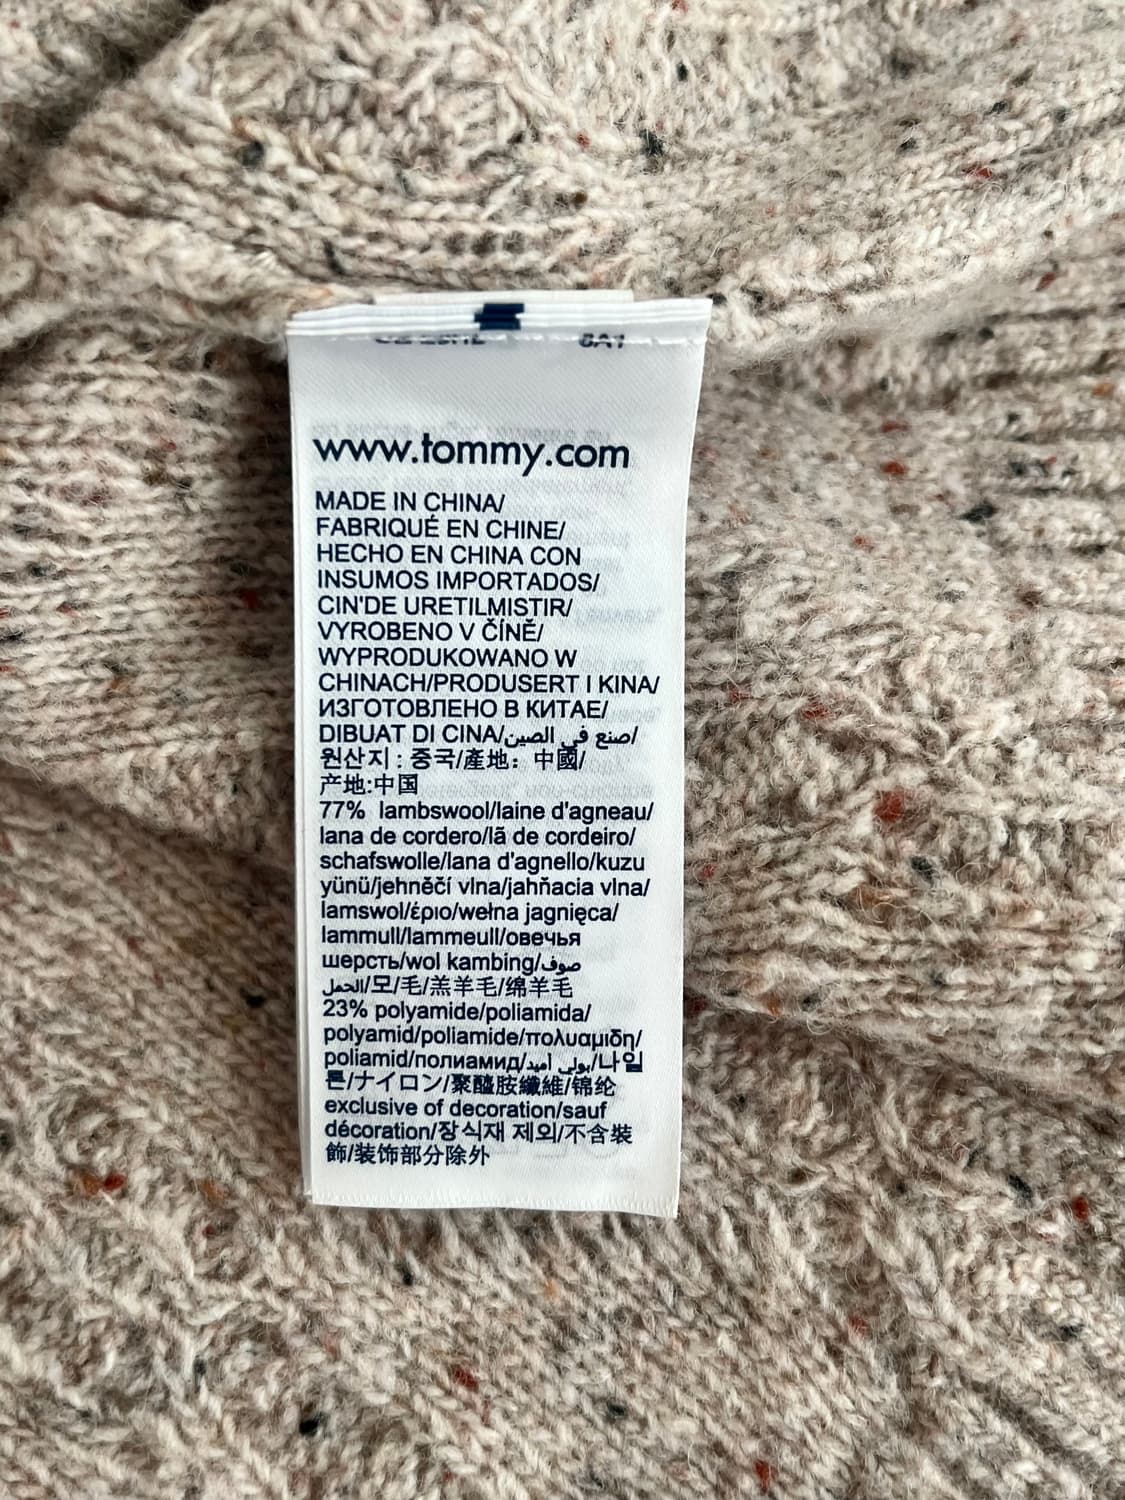 6A1
www.tommy.com
MADE IN CHINA/
FABRIQUÉ EN CHINE/
HECHO EN CHINA CON
INSUMOS IMPORTADOS/
CIN'DE URETILMISTIR/
VYROBENO V ČÍNĚ/
WYPRODUKOWANO W
CHINACH/PRODUSERT I KINA/
ИЗГОТОВЛЕНО В КИТАЕ/
DIBUAT DI CINA/صنع في الصين/
원산지 : 중국/產地：中國/
产地:中国
77% lambswool/laine d'agneau/
lana de cordero/lã de cordeiro/
schafswolle/lana d'agnello/kuzu
yünü/jehněčí vlna/jahňacia vlna/
lamswol/έριο/wełna jagnięca/
lammull/lammeull/овечья
шерсть/wol kambing/صوف
الحمل/모/毛/羔羊毛/绵羊毛
23% polyamide/poliamida/
polyamid/poliamide/πολυαμιδη/
poliamid/полиамид/بولي أميد/나일
론/ナイロン/聚醯胺纖維/锦纶
exclusive of decoration/sauf
décoration/장식재 제외/不含裝
飾/装饰部分除外